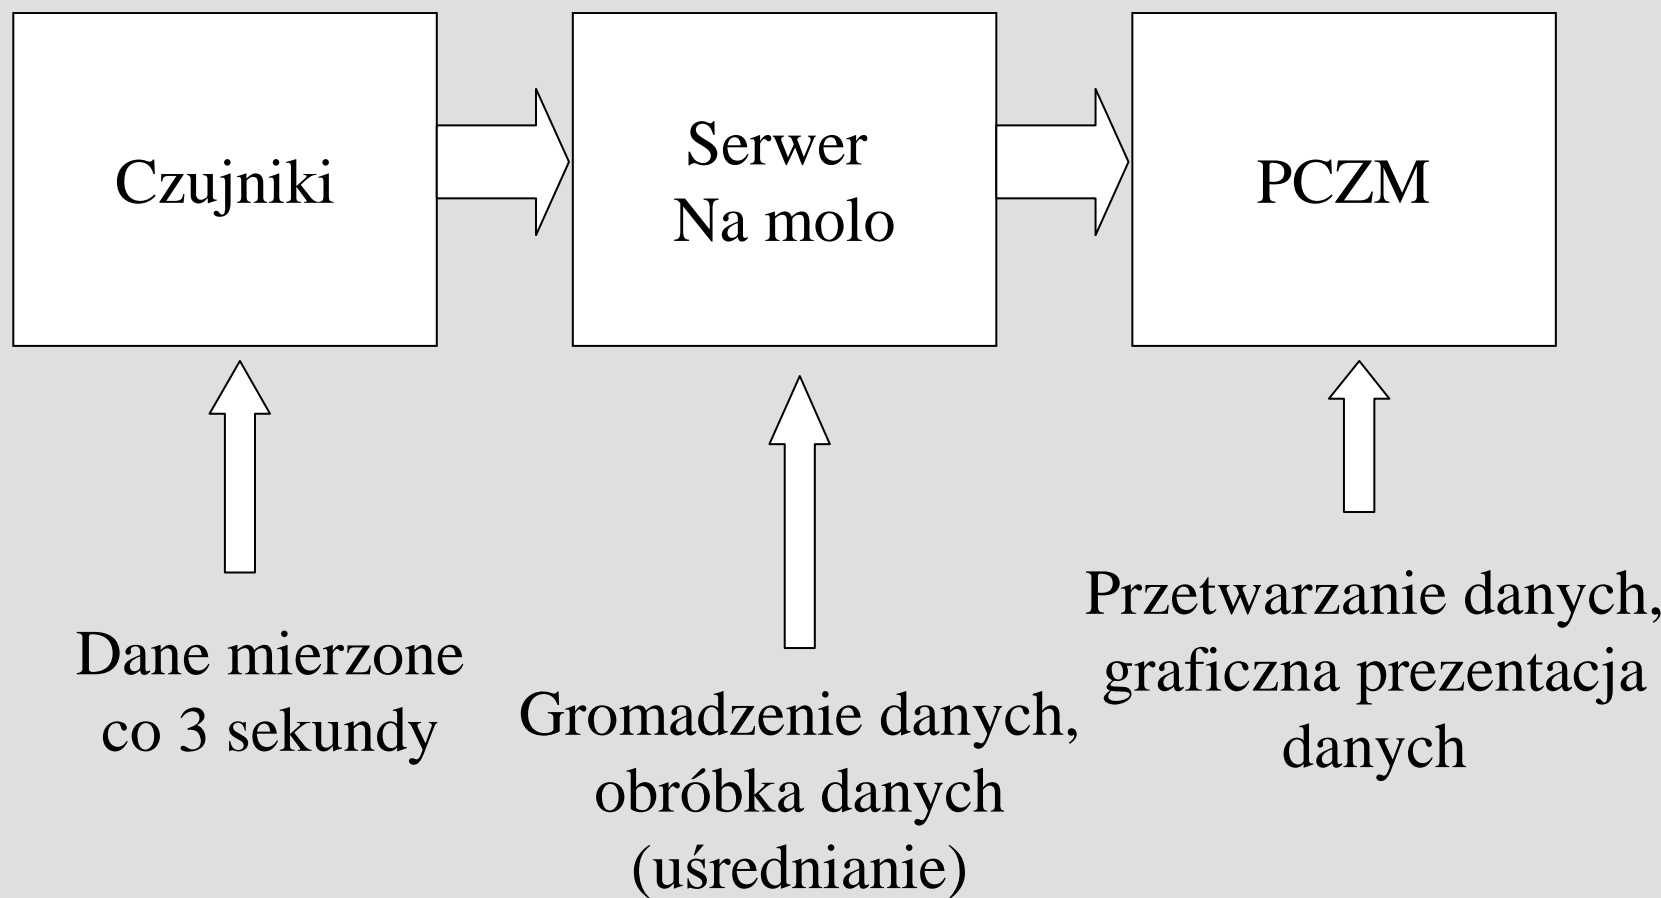 Czujniki
Serwer
Na molo
PCZM
Dane mierzone
co 3 sekundy
Gromadzenie danych,
obróbka danych
(uśrednianie)
Przetwarzanie danych,
graficzna prezentacja
danych